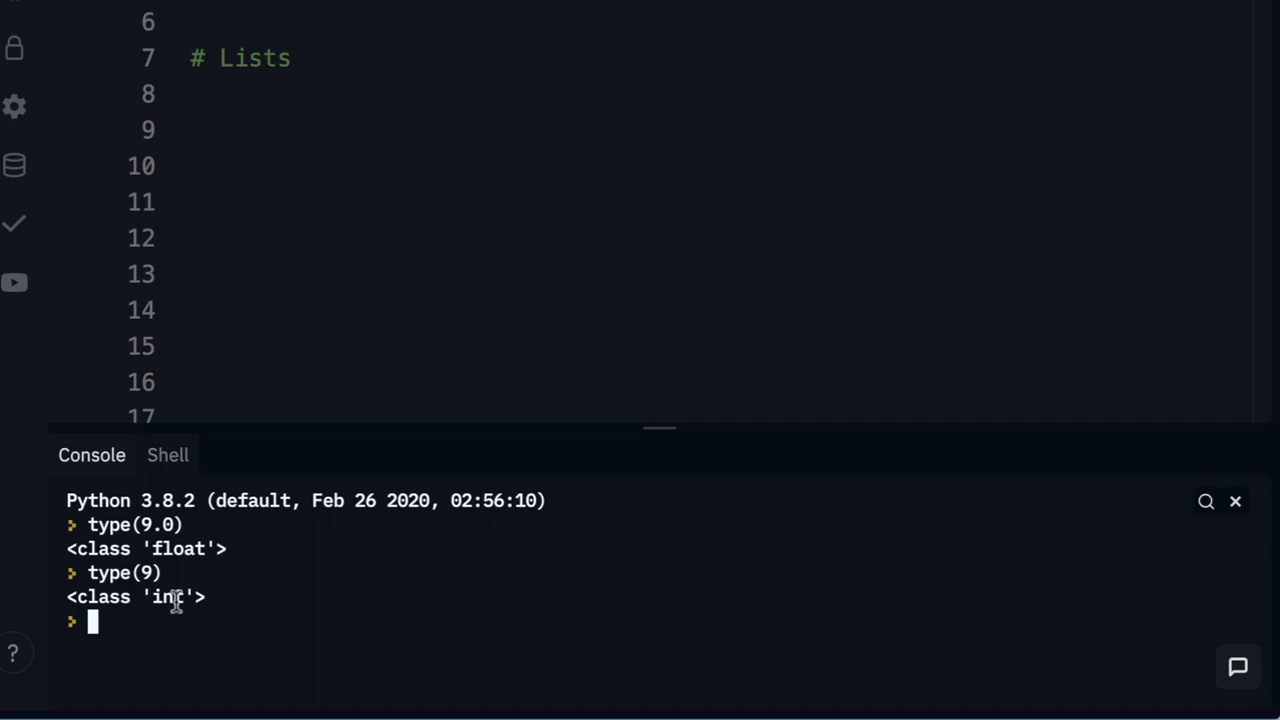 6
7 # Lists
8
9
10
11
12
13
14
15
16
17
Console Shell
Python 3.8.2 (default, Feb 26 2020, 02:56:10)
> type(9.0)
<class 'float'>
> type(9)
<class 'int'>
>
?